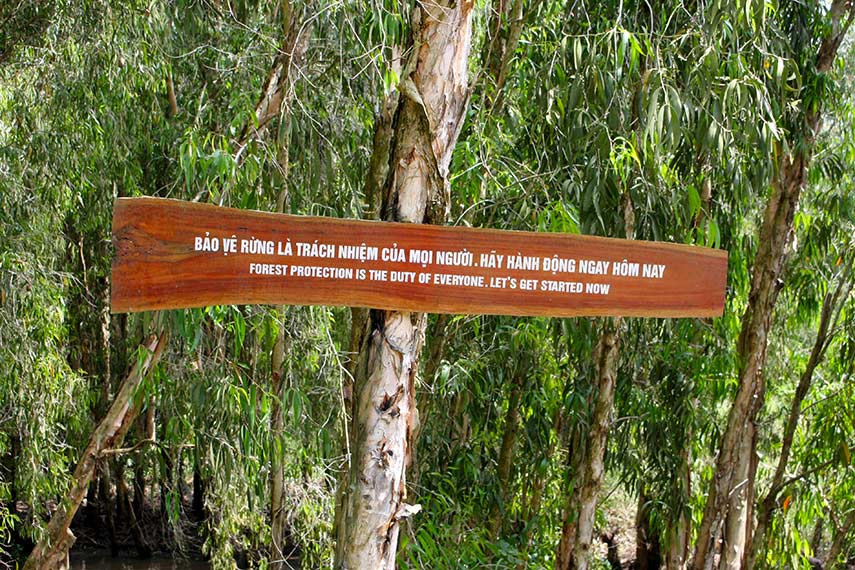 BẢO VỆ RỪNG LÀ TRÁCH NHIỆM CỦA MỌI NGƯỜI. HÃY HÀNH ĐỘNG NGAY HÔM NAY
FOREST PROTECTION IS THE DUTY OF EVERYONE. LET'S GET STARTED NOW